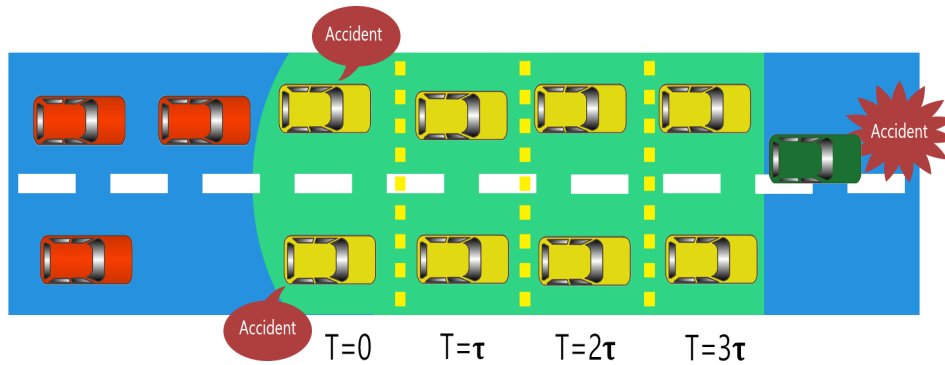 Accident
Accident
Accident
T=0
T=τ
T=2τ
T=3τ